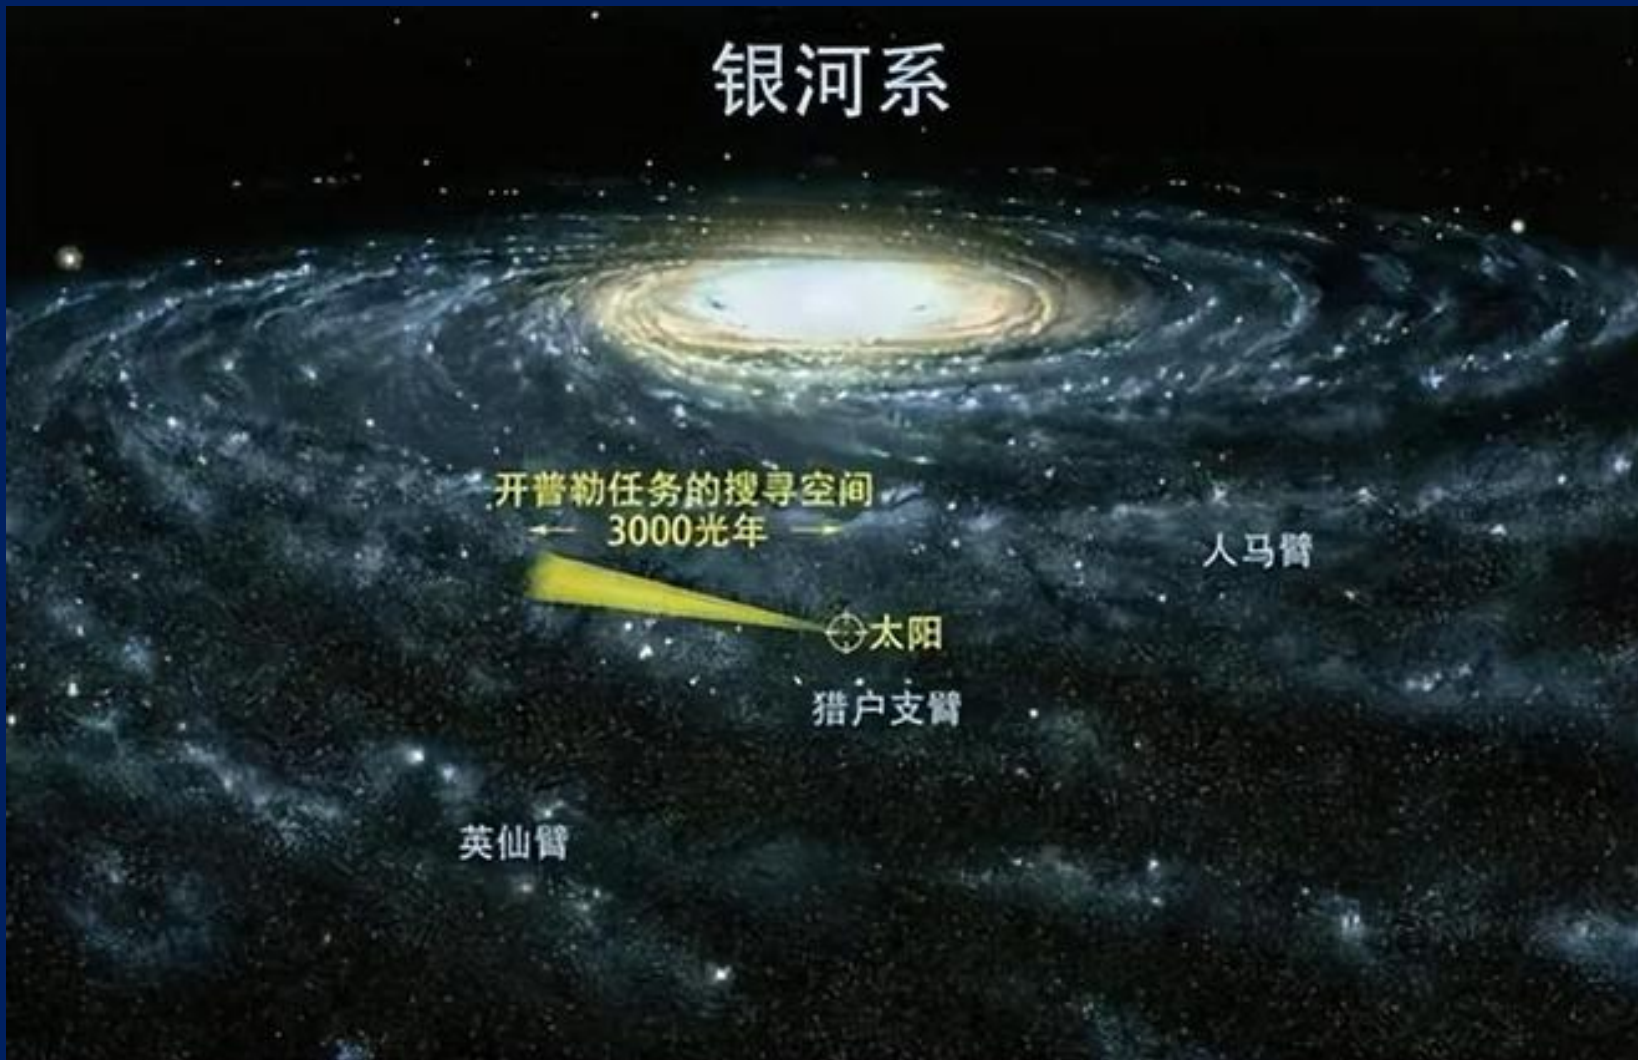 银河系
开普勒任务的搜寻空间
3000光年
人马臂
太阳
猎户支臂
英仙臂